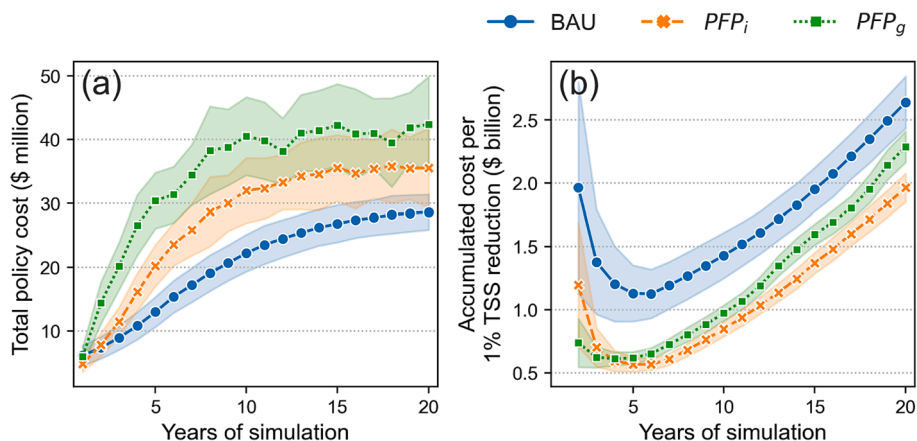 BAU PFP_i PFP_g
(a)
Total policy cost ($ million)
50
40
30
20
10
5 10 15 20
Years of simulation
(b)
Accumulated cost per
1% TSS reduction ($ billion)
2.5
2.0
1.5
1.0
0.5
5 10 15 20
Years of simulation